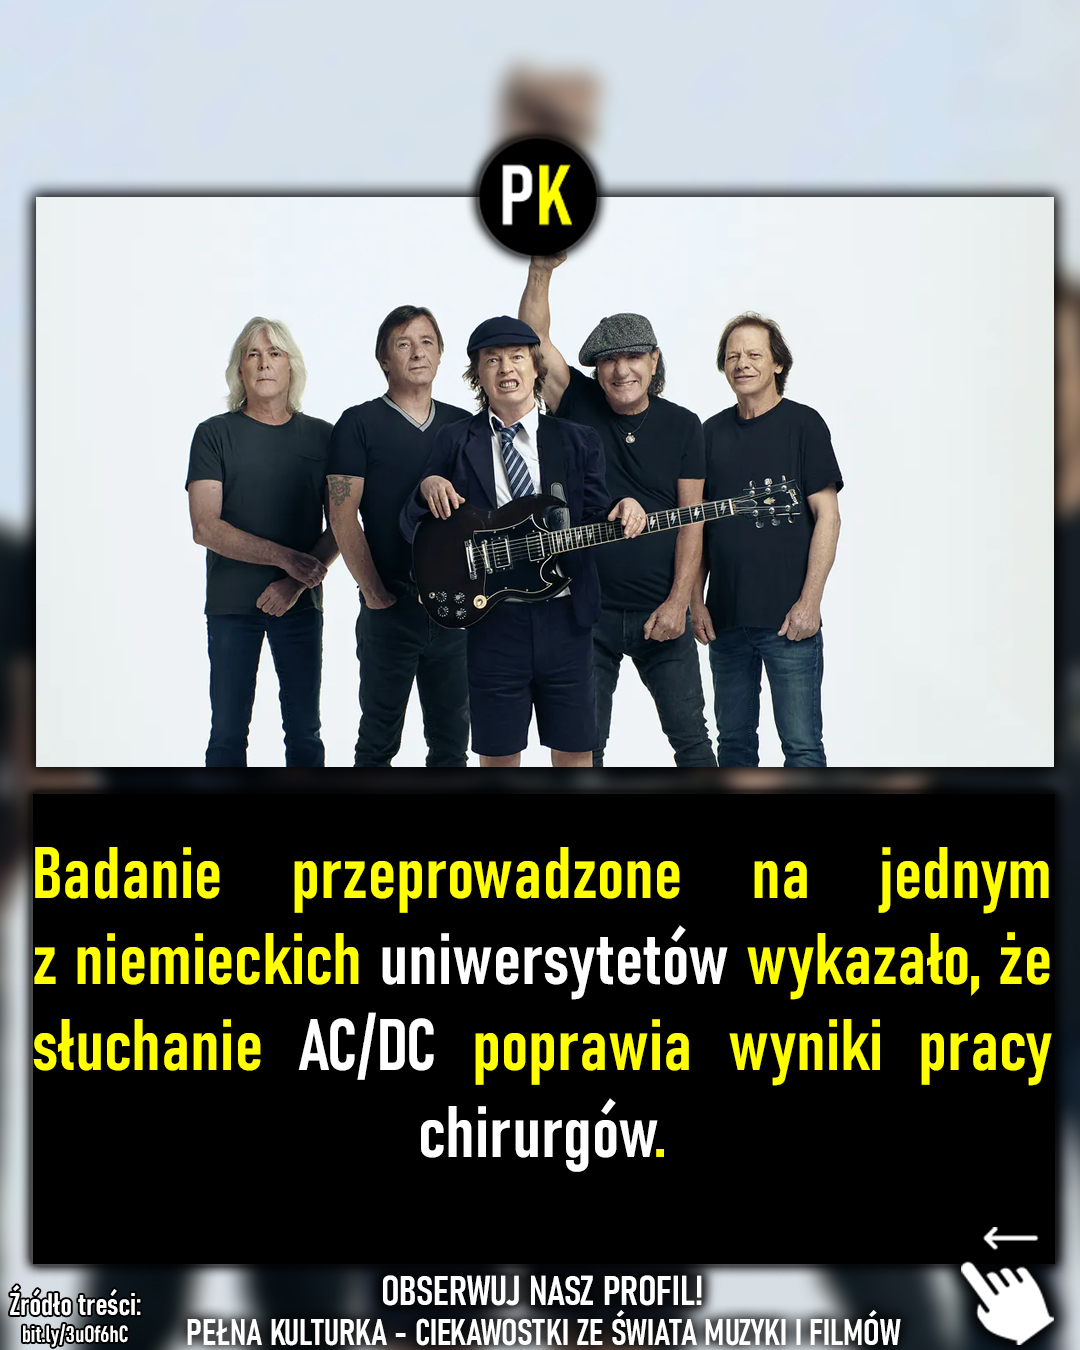 PK
Badanie przeprowadzone na jednym
z niemieckich uniwersytetów wykazało, że
słuchanie AC/DC poprawia wyniki pracy
chirurgów.
Źródło treści:
bit.ly/3u0f6hC
OBSERWUJ NASZ PROFIL!
PEŁNA KULTURKA - CIEKAWOSTKI ZE ŚWIATA MUZYKI I FILMÓW